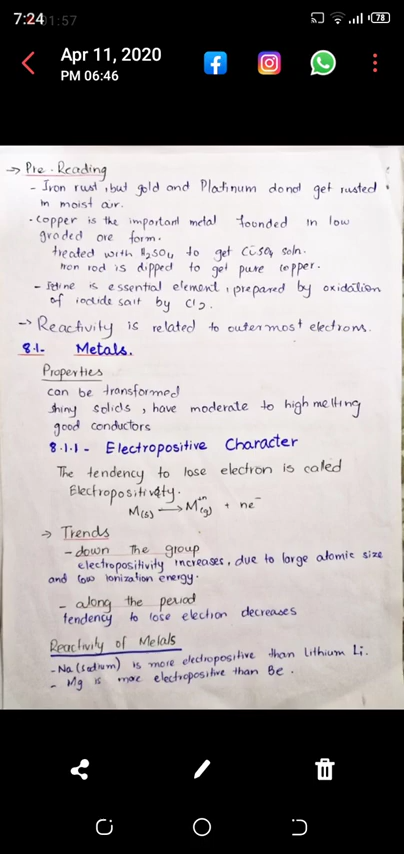 7:24
01:57
78
Apr 11, 2020
PM 06:46
→ Pre-Reading
- Iron rust, but gold and Platinum donot get rusted
in moist air.
- Copper is the important metal founded in low
graded ore form.
treated with H₂SO₄ to get CuSO₄ soln.
Iron rod is dipped to get pure copper.
- Iodine is essential element, prepared by oxidation
of iodide salt by Cl₂.
→ Reactivity is related to outermost electrons.
8.1- Metals.
Properties
can be transformed
shiny solids, have moderate to high melting
good conductors
8.1.1- Electropositive Character
The tendency to lose electron is called
Electropositivity.
M(s) → M⁺ⁿ(g) + ne⁻
→ Trends
- down the group
electropositivity increases, due to large atomic size
and low ionization energy.
- along the period
tendency to lose electron decreases
Reactivity of Metals
- Na (sodium) is more electropositive than Lithium Li.
- Mg is more electropositive than Be.